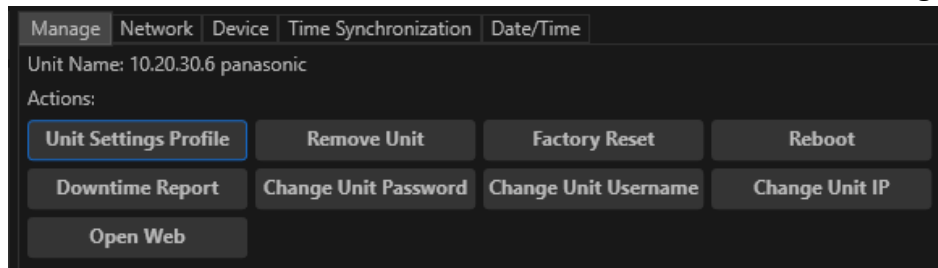 Manage Network Device Time Synchronization Date/Time
Unit Name: 10.20.30.6 panasonic
Actions:
Unit Settings Profile Remove Unit Factory Reset Reboot
Downtime Report Change Unit Password Change Unit Username Change Unit IP
Open Web